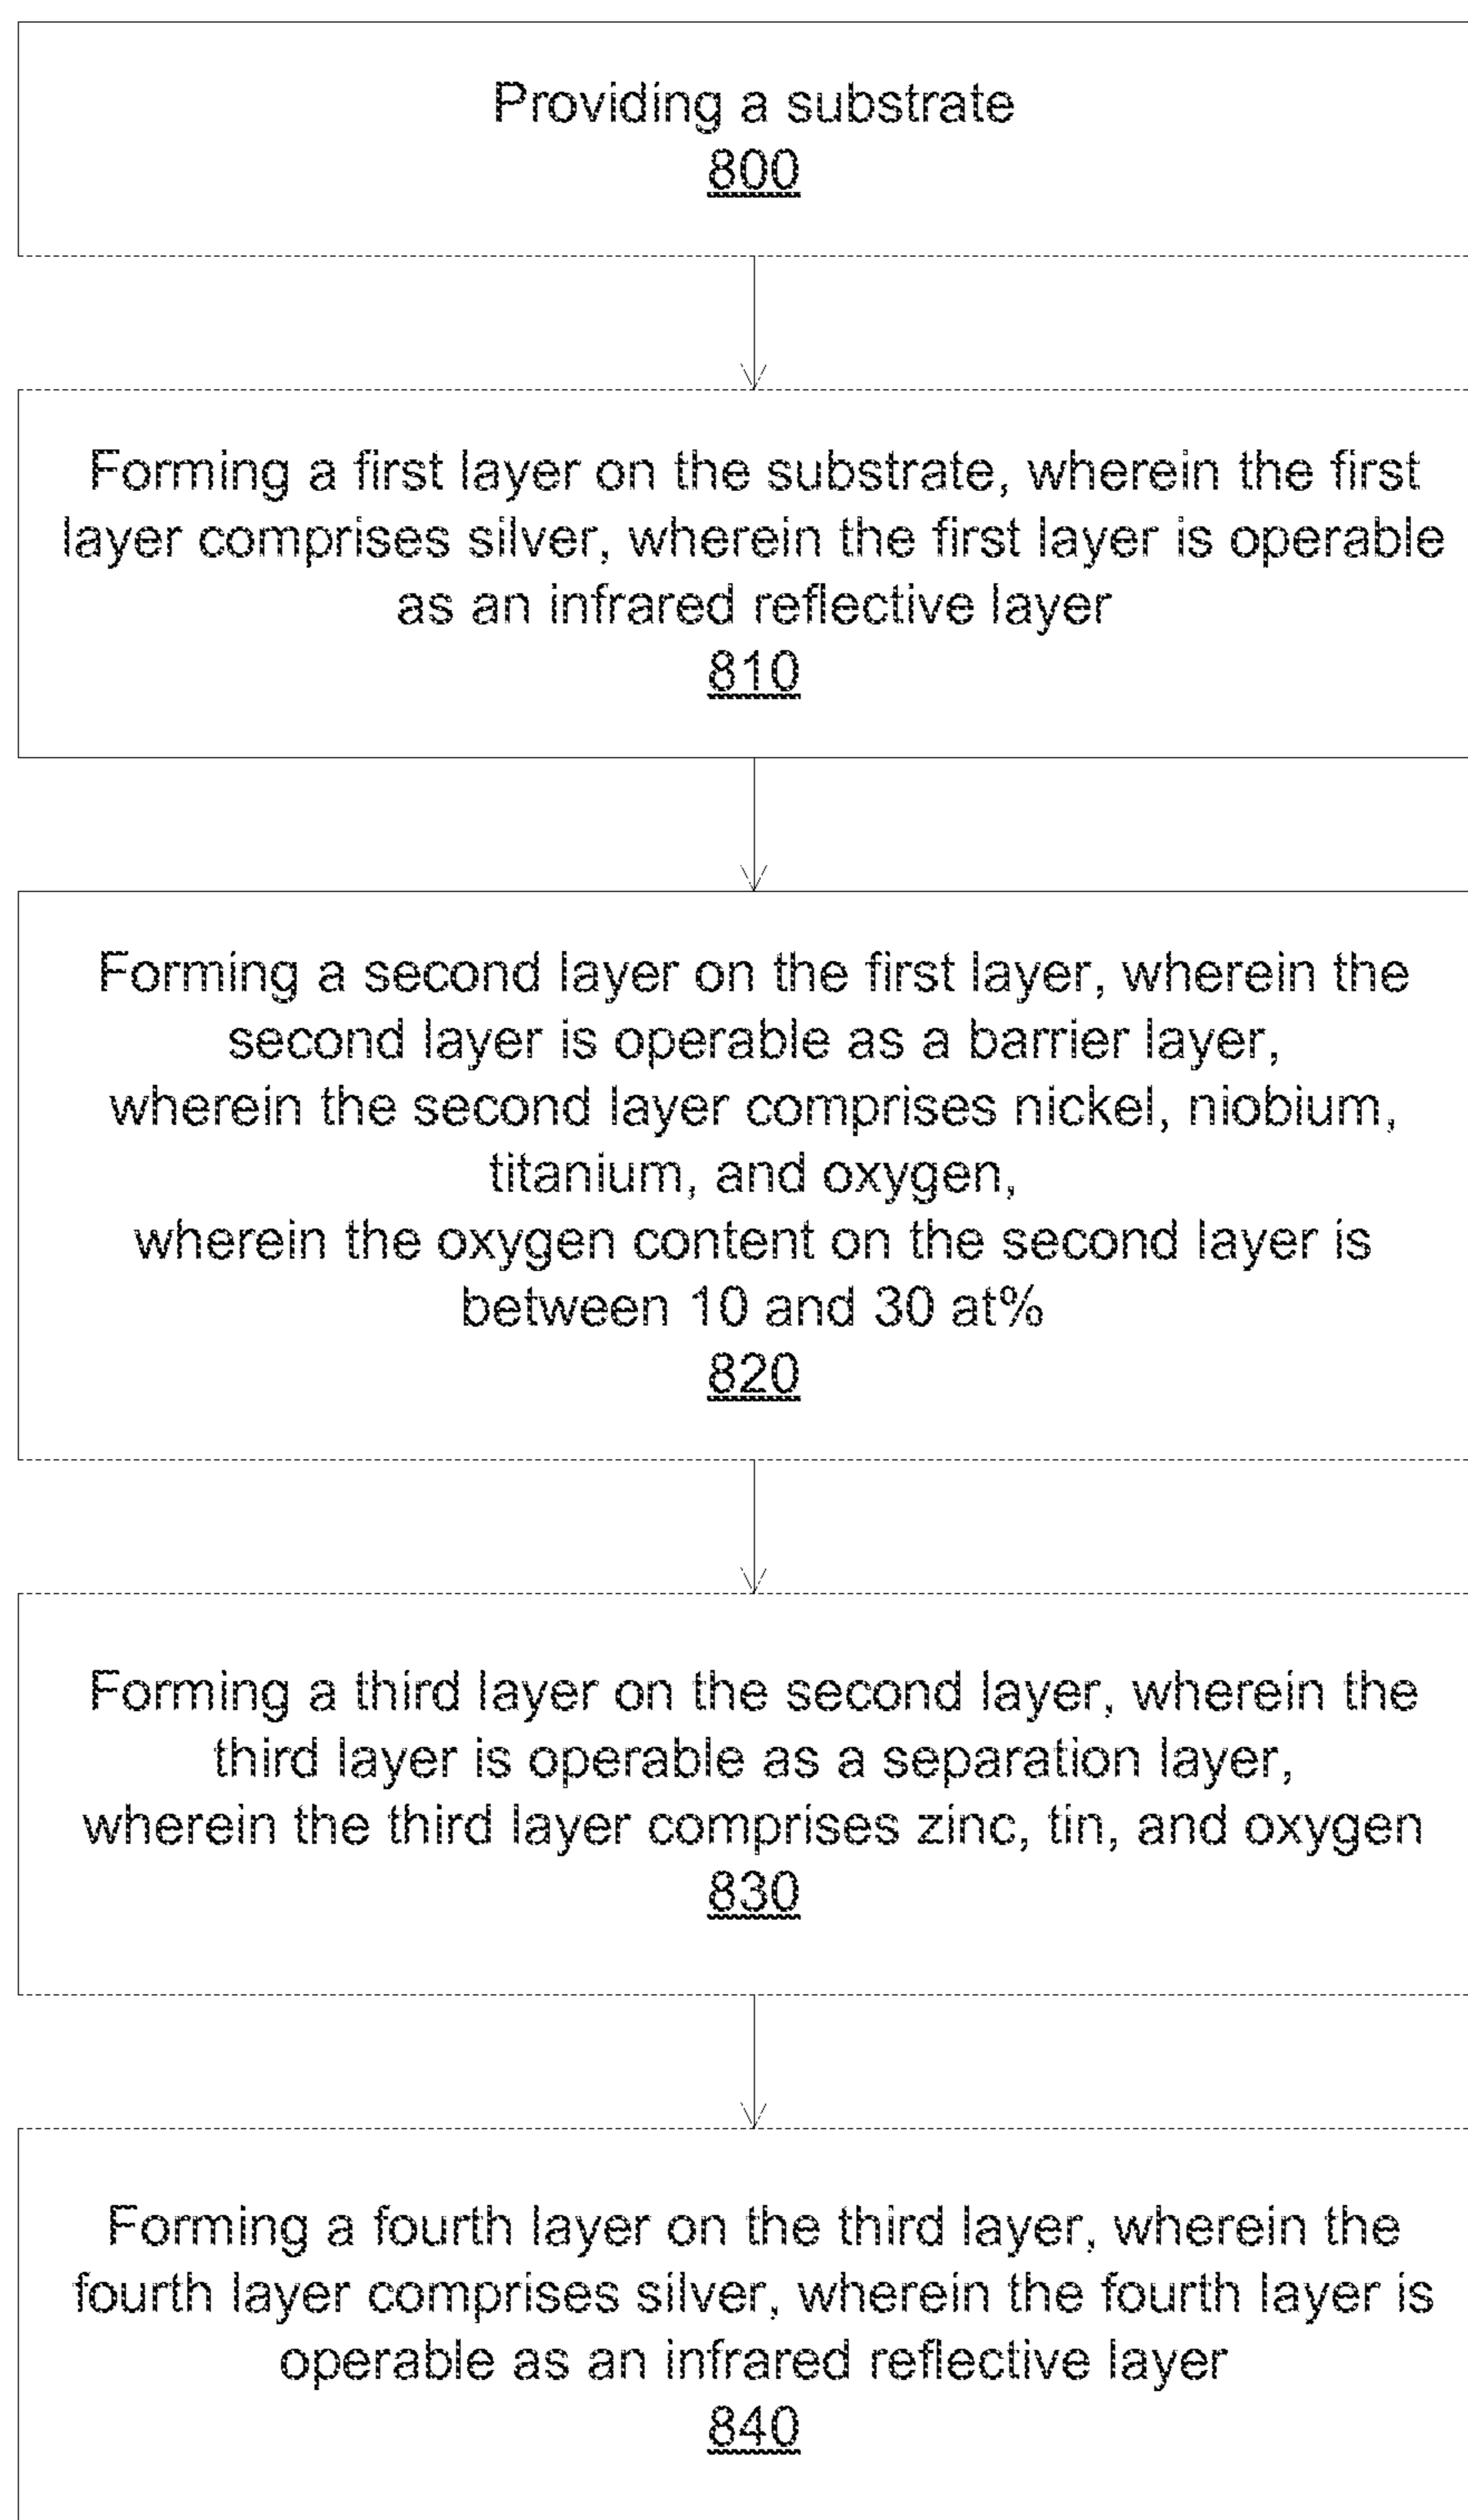 Providing a substrate
800
Forming a first layer on the substrate, wherein the first
layer comprises silver, wherein the first layer is operable
as an infrared reflective layer
810
Forming a second layer on the first layer, wherein the
second layer is operable as a barrier layer,
wherein the second layer comprises nickel, niobium,
titanium, and oxygen,
wherein the oxygen content on the second layer is
between 10 and 30 at%
820
Forming a third layer on the second layer, wherein the
third layer is operable as a separation layer,
wherein the third layer comprises zinc, tin, and oxygen
830
Forming a fourth layer on the third layer, wherein the
fourth layer comprises silver, wherein the fourth layer is
operable as an infrared reflective layer
840